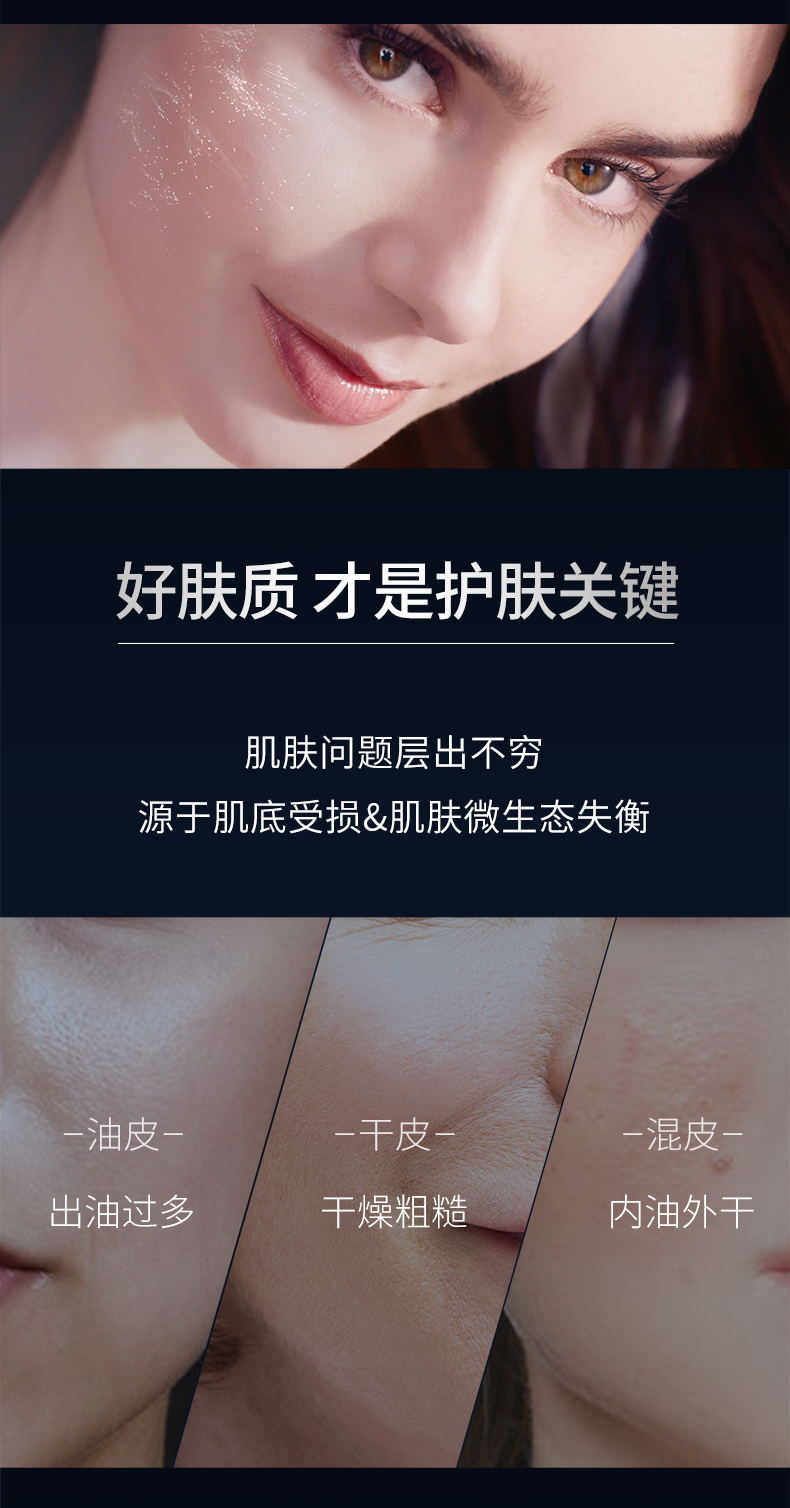 好肤质 才是护肤关键
肌肤问题层出不穷
源于肌底受损&肌肤微生态失衡
–油皮–
出油过多
–干皮–
干燥粗糙
–混皮–
内油外干